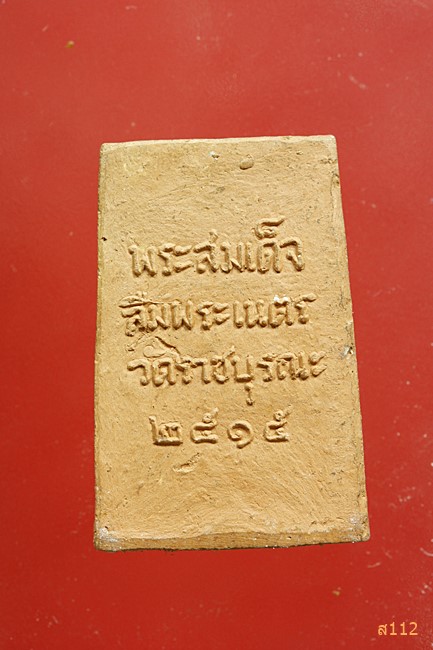 พระสมเด็จ
ลืมพระเนตร
วัดราชบุรณะ
๒๕๑๕
ส112